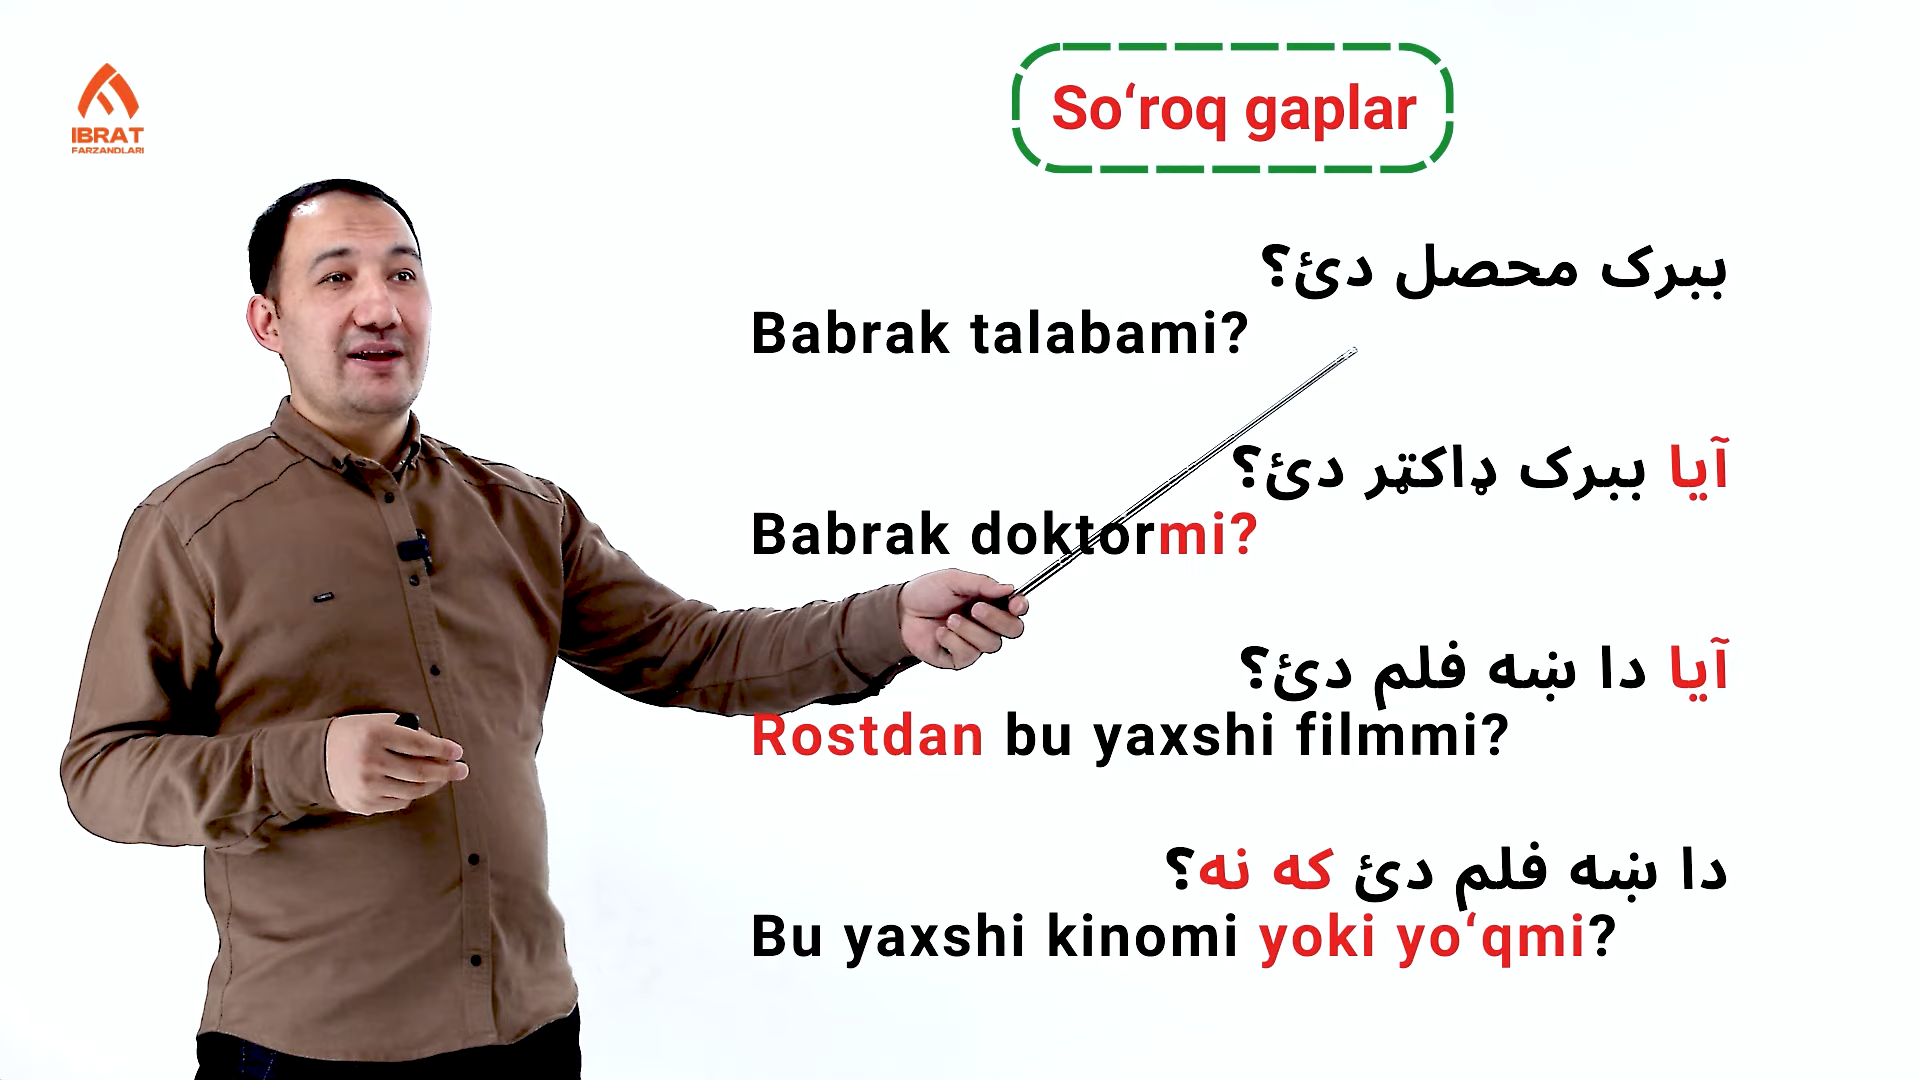 IBRAT
FARZANDLARI
So‘roq gaplar
ببرک محصل دئ؟
Babrak talabami?
آیا ببرک ډاکټر دئ؟
Babrak doktormi?
آیا دا ښه فلم دئ؟
Rostdan bu yaxshi filmmi?
دا ښه فلم دئ که نه؟
Bu yaxshi kinomi yoki yo‘qmi?